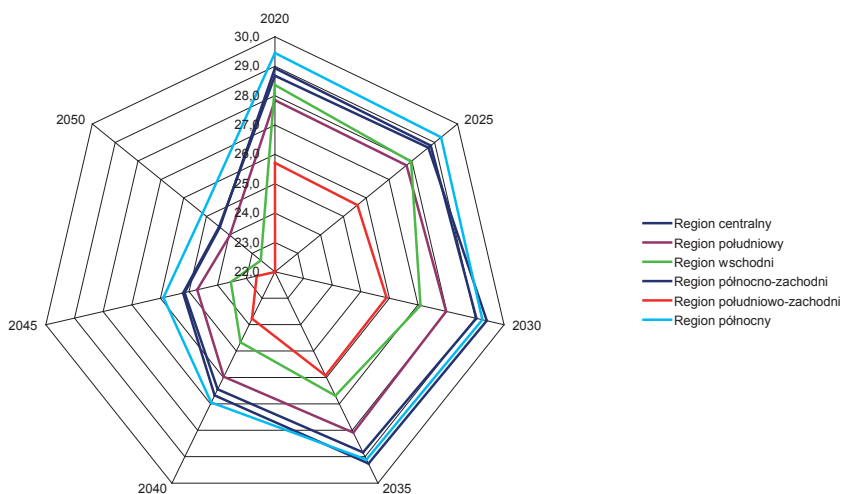 2020
30,0
29,0
28,0
27,0
26,0
25,0
24,0
23,0
22,0
2025
2030
2035
2040
2045
2050
Region centralny
Region południowy
Region wschodni
Region północno-zachodni
Region południowo-zachodni
Region północny